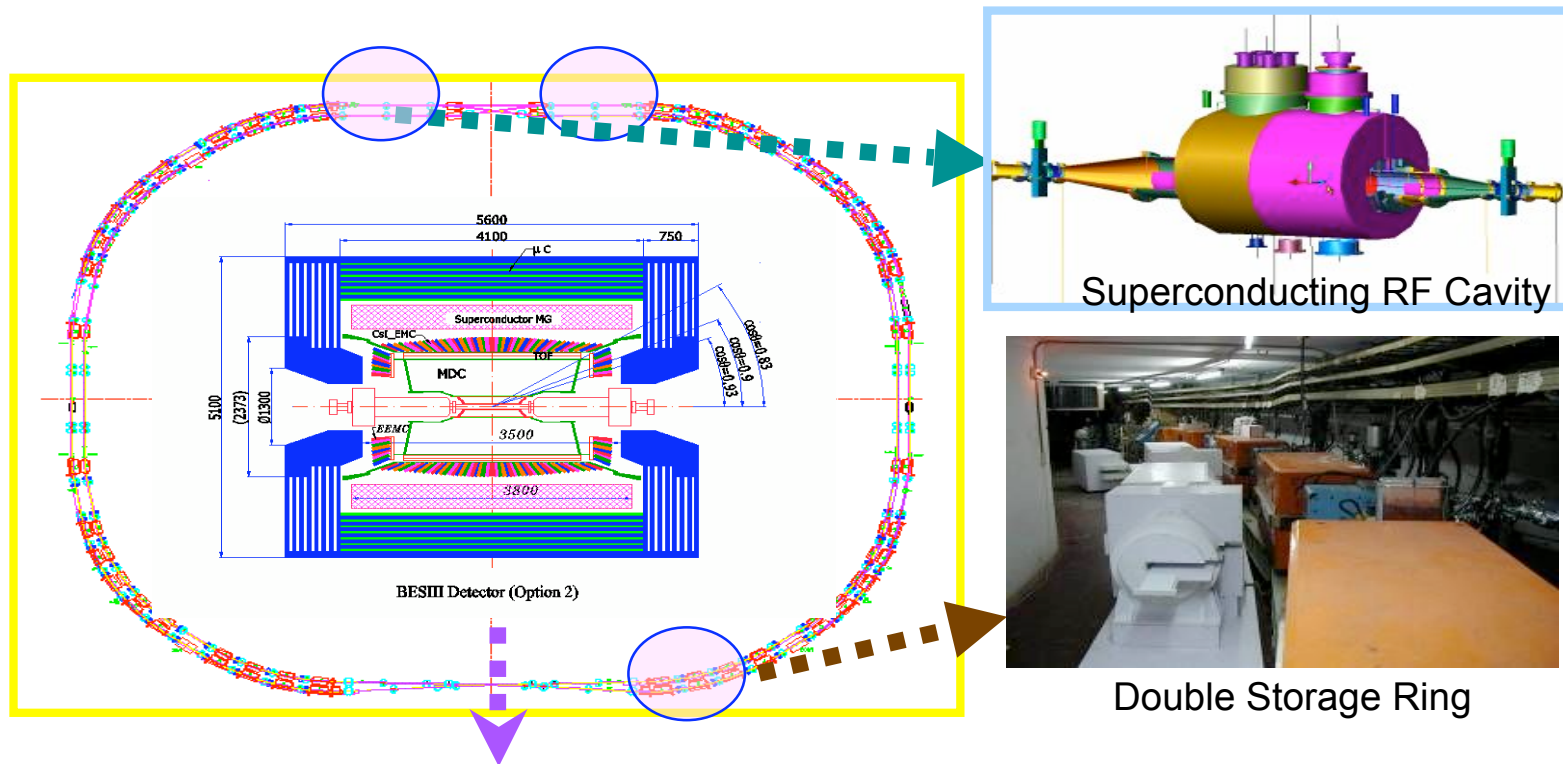 5600
4100
750
μ C
Superconductor MG
CsI_EMC
TOF
MDC
cosθ=0.83
cosθ=0.9
cosθ=0.93
5100
(2373)
Ø1300
EEMC
3500
3800
BESIII Detector (Option 2)
Superconducting RF Cavity
Double Storage Ring